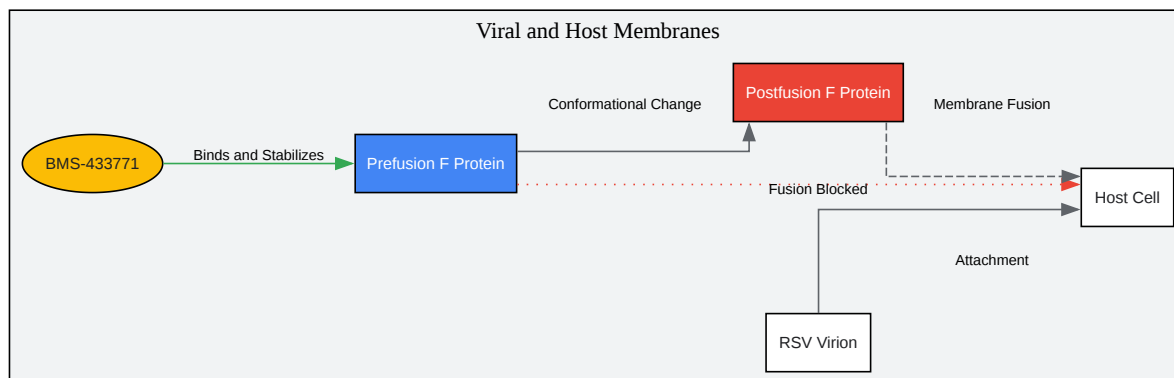 Viral and Host Membranes
Conformational Change
Postfusion F Protein
Membrane Fusion
BMS-433771
Binds and Stabilizes
Prefusion F Protein
Fusion Blocked
Host Cell
Attachment
RSV Virion